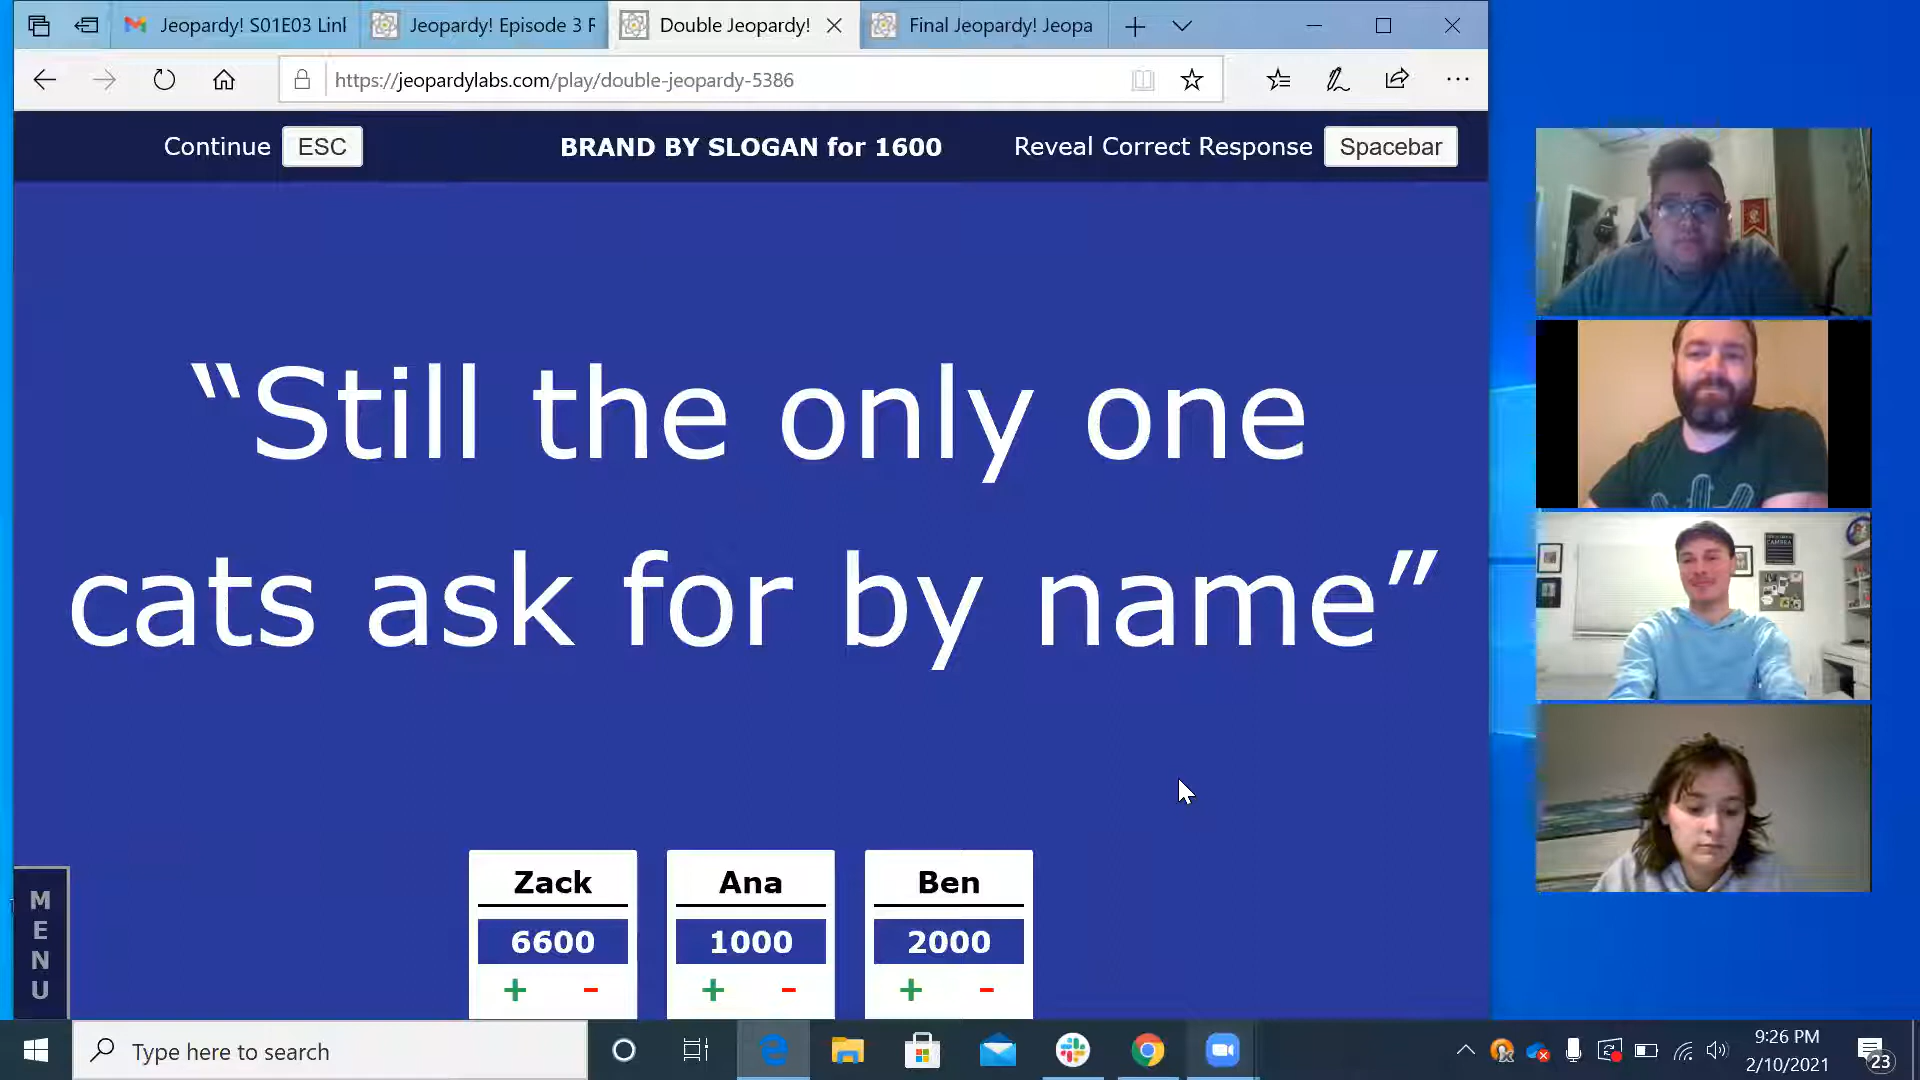 Jeopardy! S01E03 Linl
Jeopardy! Episode 3 F
Double Jeopardy!
Final Jeopardy! Jeopa
https://jeopardylabs.com/play/double-jeopardy-5386
Continue ESC
BRAND BY SLOGAN for 1600
Reveal Correct Response Spacebar
“Still the only one
cats ask for by name”
MENU
Zack
6600
+ -
Ana
1000
+ -
Ben
2000
+ -
Type here to search
9:26 PM
2/10/2021
23